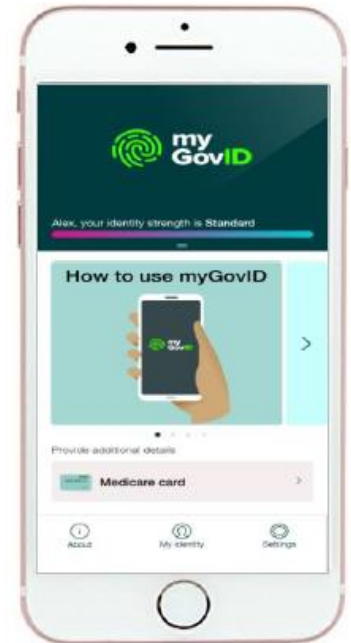 my
GovID
Alex, your identity strength is Standard
How to use myGovID
my
GovID
Provide additional details
Medicare card
About
My identity
Settings